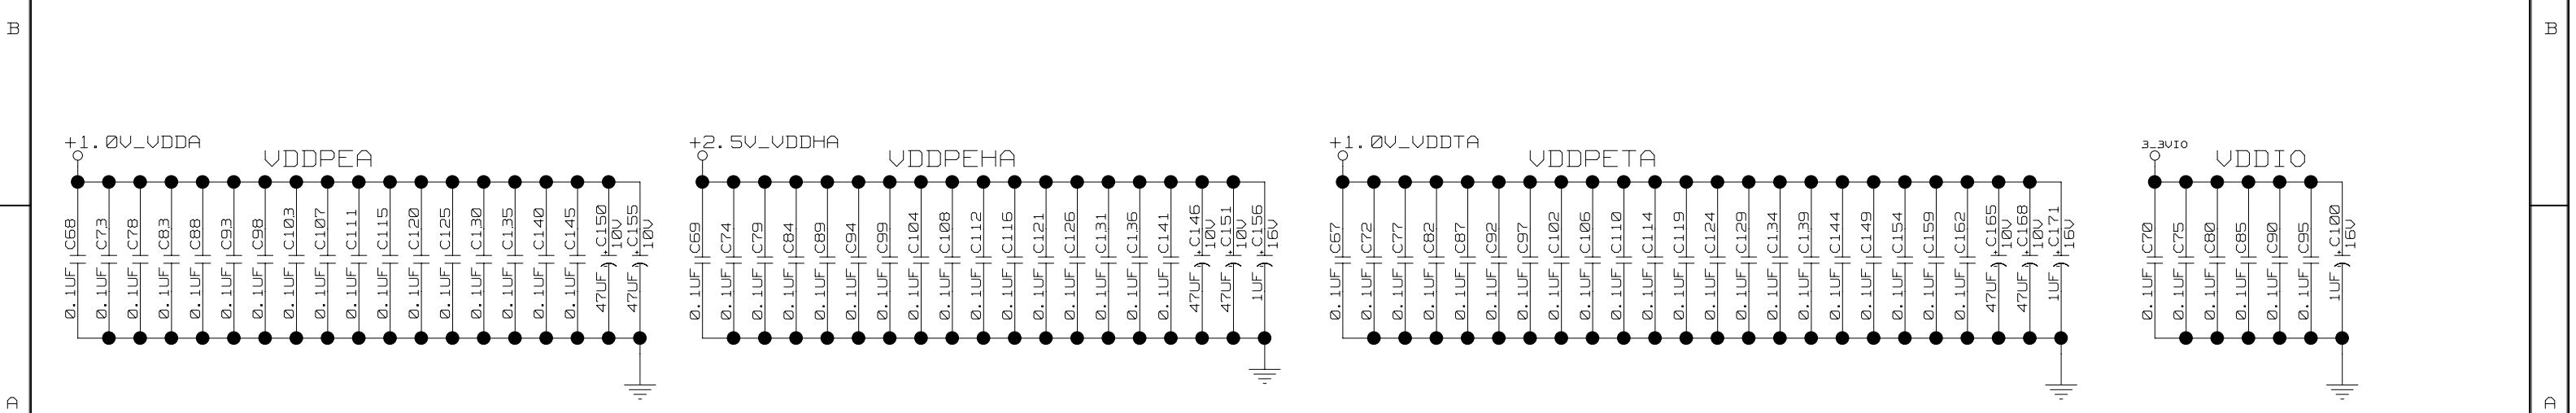 B
B
+1.0V_VDDA
VDDPEA
+2.5V_VDDHA
VDDPEHA
+1.0V_VDDTA
VDDPETA
3_3VIO
VDDIO
0.1UF C68
0.1UF C73
0.1UF C78
0.1UF C83
0.1UF C88
0.1UF C93
0.1UF C98
0.1UF C103
0.1UF C107
0.1UF C111
0.1UF C115
0.1UF C120
0.1UF C125
0.1UF C130
0.1UF C135
0.1UF C140
0.1UF C145
47UF + C150
10V
47UF + C155
10V
0.1UF C69
0.1UF C74
0.1UF C79
0.1UF C84
0.1UF C89
0.1UF C94
0.1UF C99
0.1UF C104
0.1UF C108
0.1UF C112
0.1UF C116
0.1UF C121
0.1UF C126
0.1UF C131
0.1UF C136
0.1UF C141
47UF + C146
10V
47UF + C151
10V
1UF + C156
16V
0.1UF C67
0.1UF C72
0.1UF C77
0.1UF C82
0.1UF C87
0.1UF C92
0.1UF C97
0.1UF C102
0.1UF C106
0.1UF C110
0.1UF C114
0.1UF C119
0.1UF C124
0.1UF C129
0.1UF C134
0.1UF C139
0.1UF C144
0.1UF C149
0.1UF C154
0.1UF C159
0.1UF C162
47UF + C165
10V
47UF + C168
10V
1UF + C171
16V
0.1UF C70
0.1UF C75
0.1UF C80
0.1UF C85
0.1UF C90
0.1UF C95
1UF + C100
16V
A
A